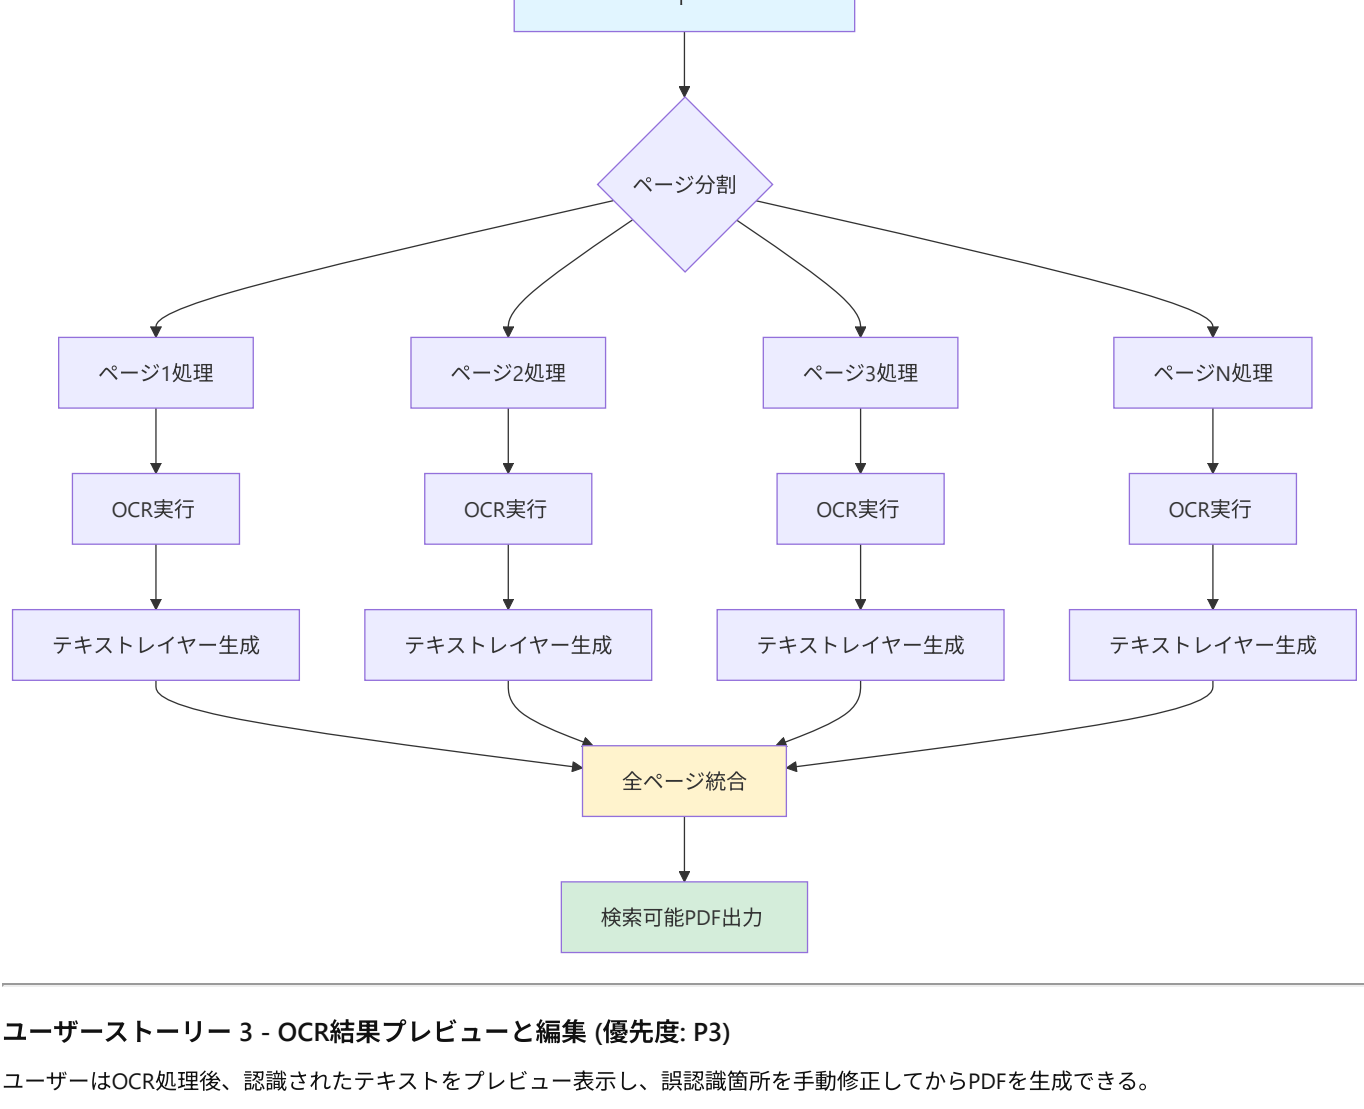 ページ分割
ページ1処理
ページ2処理
ページ3処理
ページN処理
OCR実行
OCR実行
OCR実行
OCR実行
テキストレイヤー生成
テキストレイヤー生成
テキストレイヤー生成
テキストレイヤー生成
全ページ統合
検索可能PDF出力
ユーザーストーリー 3 - OCR結果プレビューと編集 (優先度: P3)
ユーザーはOCR処理後、認識されたテキストをプレビュー表示し、誤認識箇所を手動修正してからPDFを生成できる。